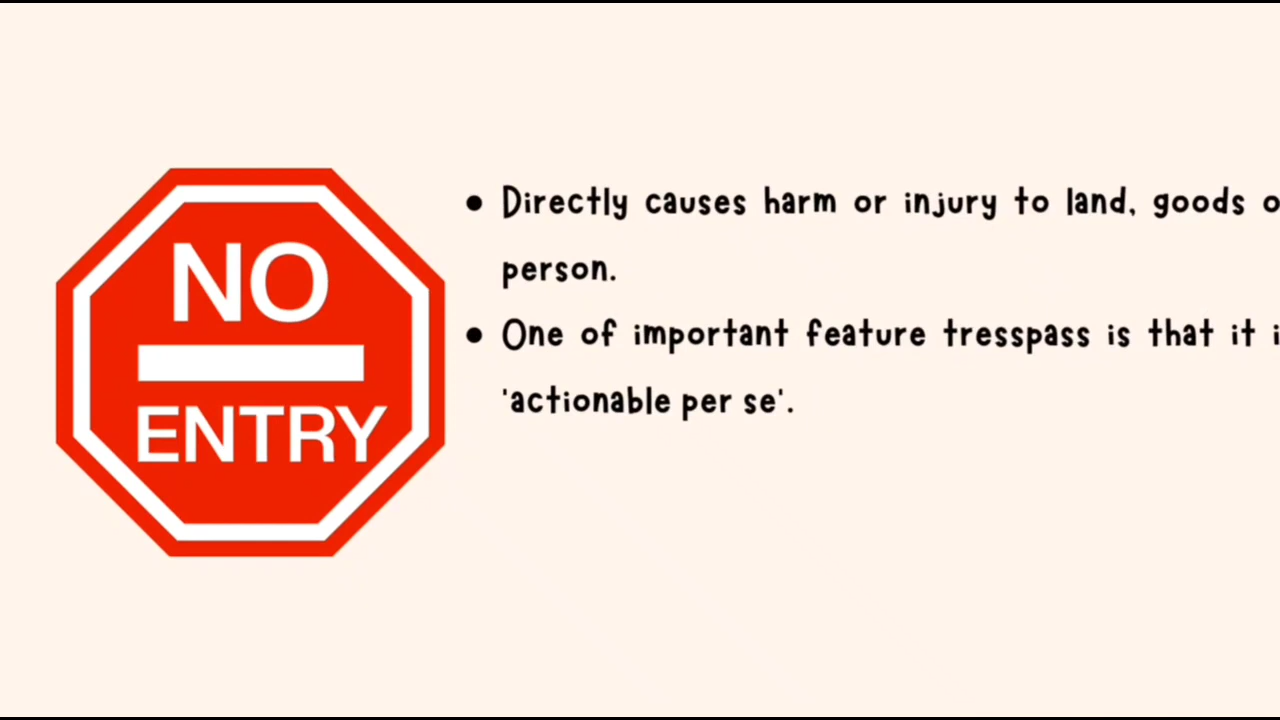 NO
ENTRY
• Directly causes harm or injury to land, goods
person.
• One of important feature tresspass is that it
'actionable per se'.